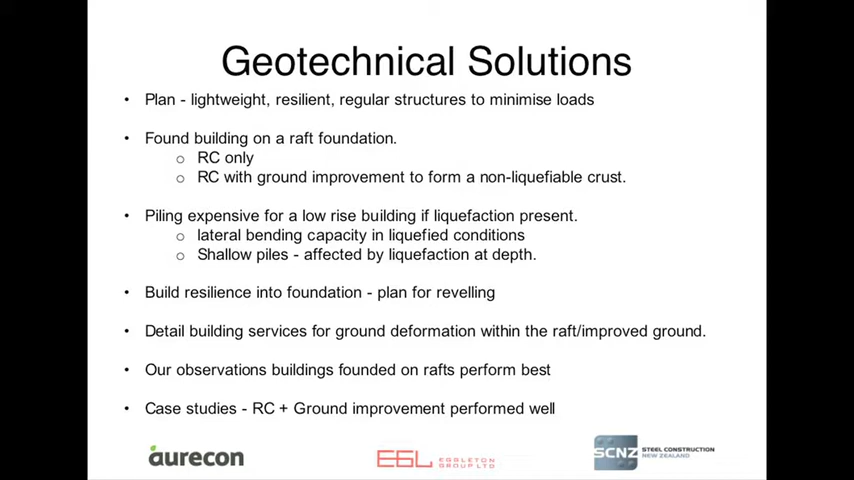 Geotechnical Solutions
• Plan - lightweight, resilient, regular structures to minimise loads
• Found building on a raft foundation.
o RC only
o RC with ground improvement to form a non-liquefiable crust.
• Piling expensive for a low rise building if liquefaction present.
o lateral bending capacity in liquefied conditions
o Shallow piles - affected by liquefaction at depth.
• Build resilience into foundation - plan for revelling
• Detail building services for ground deformation within the raft/improved ground.
• Our observations buildings founded on rafts perform best
• Case studies - RC + Ground improvement performed well
aurecon
EGL EGGLETON
GROUP LTD
SCNZ STEEL CONSTRUCTION
NEW ZEALAND